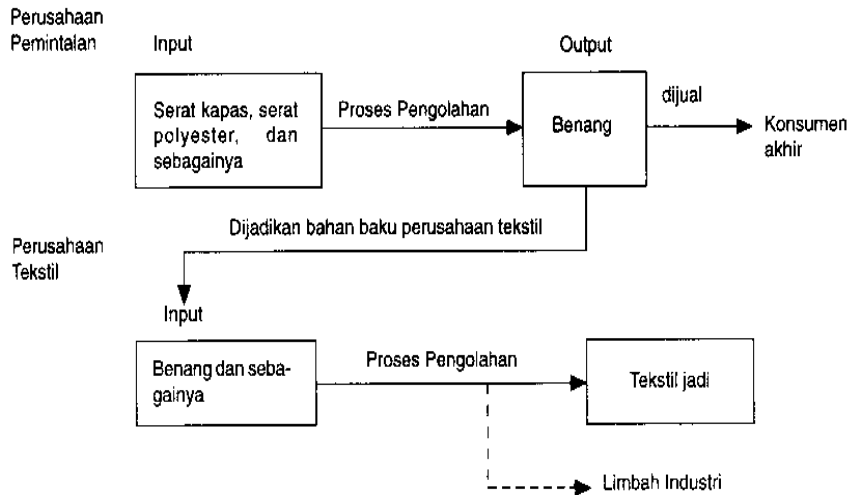 Perusahaan
Pemintalan
Input
Output
Serat kapas, serat
polyester, dan
sebagainya
Proses Pengolahan
Benang
dijual
Konsumen
akhir
Dijadikan bahan baku perusahaan tekstil
Perusahaan
Tekstil
Input
Benang dan seba-
gainya
Proses Pengolahan
Tekstil jadi
Limbah Industri